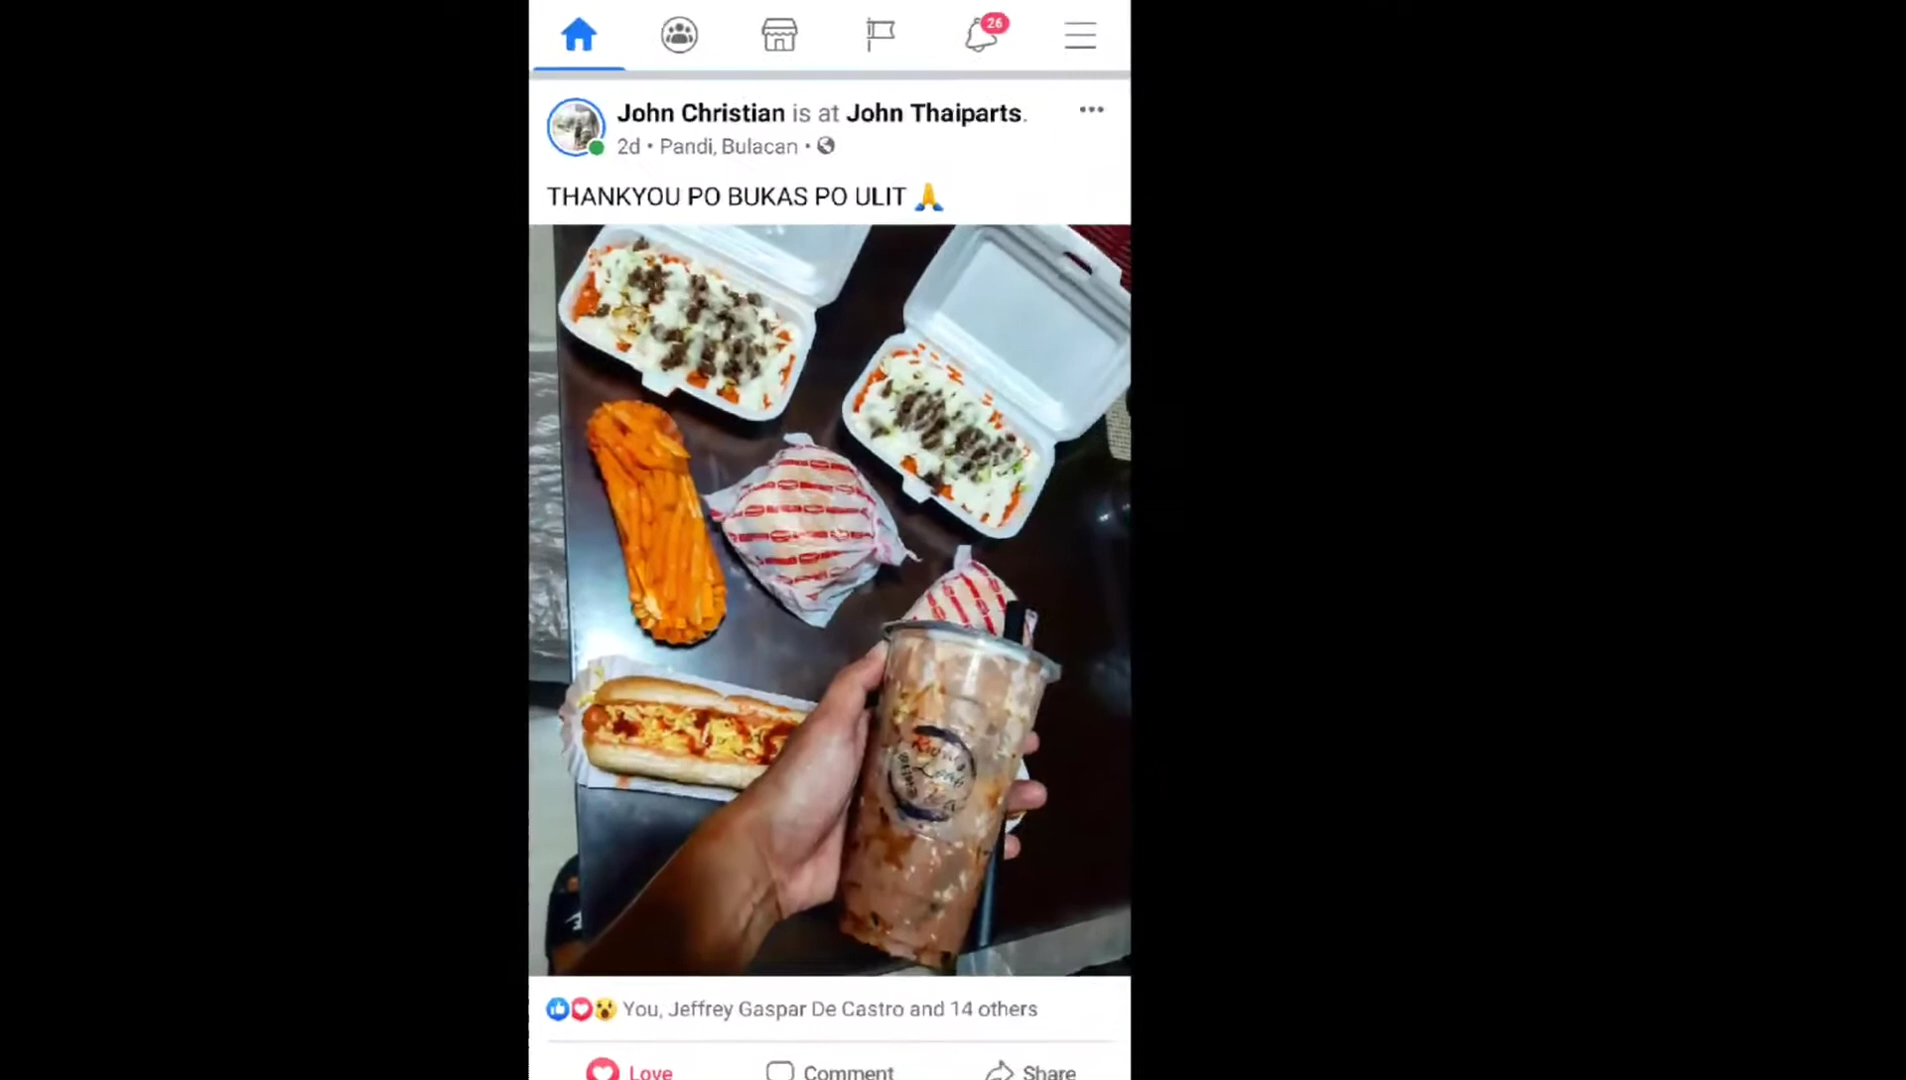 26
John Christian is at John Thaiparts.
2d • Pandi, Bulacan •
THANKYOU PO BUKAS PO ULIT 🙏
You, Jeffrey Gaspar De Castro and 14 others
Love
Comment
Share